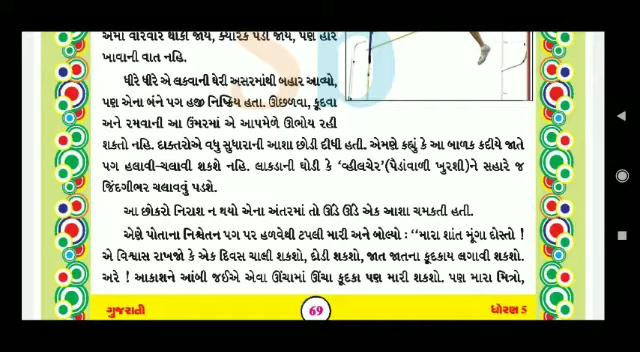 એમાં વારંવાર થાકી જાય, ક્યારેક પડી જાય, પણ હાર
ખાવાની વાત નહિ.
ધીરે ધીરે એ લકવાની ઘેરી અસરમાંથી બહાર આવ્યો,
પણ એના બંને પગ હજી નિષ્ક્રિય હતા. ઊછળવા, કૂદવા
અને રમવાની આ ઉંમરમાં એ આપમેળે ઊભોય રહી
શક્તો નહિ. દાક્તરોએ વધુ સુધારાની આશા છોડી દીધી હતી. એમણે કહ્યું કે આ બાળક કદીયે જાતે
પગ હલાવી-ચલાવી શકશે નહિ. લાકડાની ઘોડી કે ‘વ્હીલચેર’(પૈડાંવાળી ખુરશી)ને સહારે જ
જિંદગીભર ચલાવવું પડશે.
આ છોકરો નિરાશ ન થયો એના અંતરમાં તો ઊંડે ઊંડે એક આશા ચમકતી હતી.
એણે પોતાના નિશ્ચેતન પગ પર હળવેથી ટપલી મારી અને બોલ્યો : “મારા શાંત મૂંગા દોસ્તો !
એ વિશ્વાસ રાખજો કે એક દિવસ ચાલી શકશો, દોડી શકશો, જાત જાતના કૂદકાય લગાવી શકશો.
અરે ! આકાશને આંબી જઈએ એવા ઊંચામાં ઊંચા કૂદકા પણ મારી શકશો. પણ મારા મિત્રો,
ગુજરાતી
69
ધોરણ 5